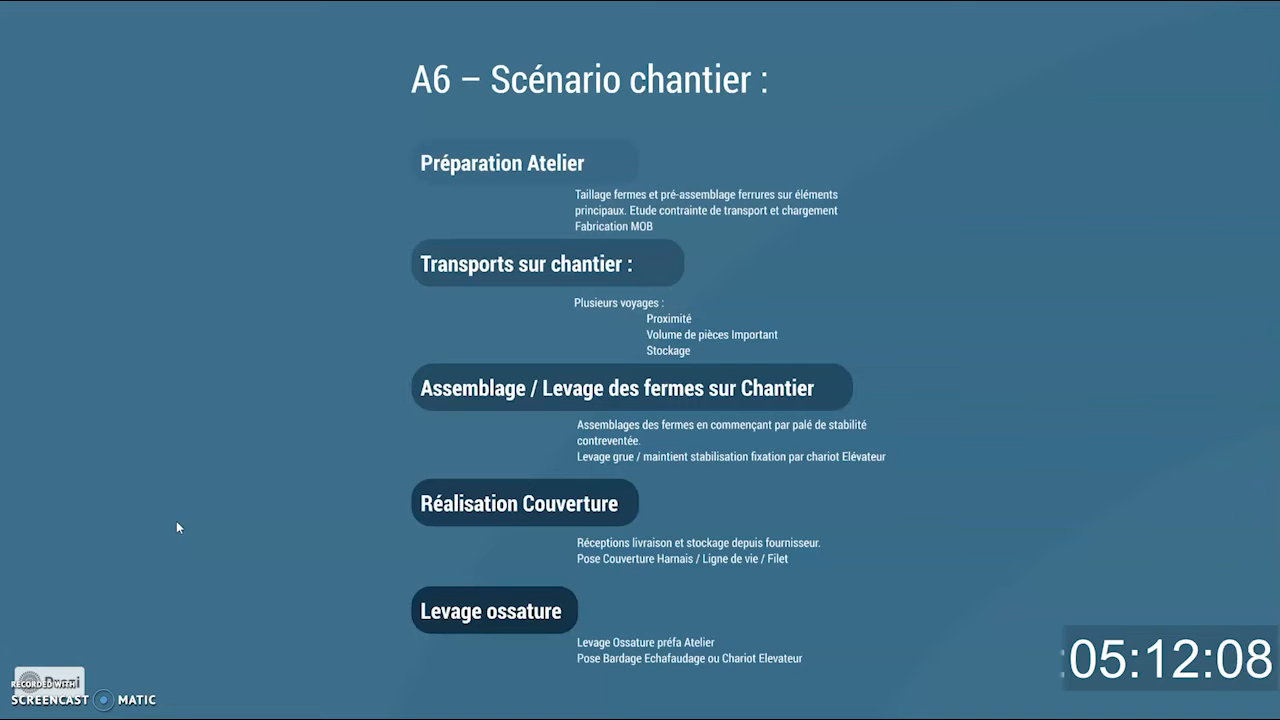 A6 – Scénario chantier :
Préparation Atelier
Taillage fermes et pré-assemblage ferrures sur éléments
principaux. Etude contrainte de transport et chargement
Fabrication MOB
Transports sur chantier :
Plusieurs voyages :
Proximité
Volume de pièces Important
Stockage
Assemblage / Levage des fermes sur Chantier
Assemblages des fermes en commençant par palé de stabilité
contreventée.
Levage grue / maintient stabilisation fixation par chariot Elévateur
Réalisation Couverture
Réceptions livraison et stockage depuis fournisseur.
Pose Couverture Harnais / Ligne de vie / Filet
Levage ossature
Levage Ossature préfa Atelier
Pose Bardage Echafaudage ou Chariot Elevateur
:05:12:08
RECORDED WITH
SCREENCAST MATIC